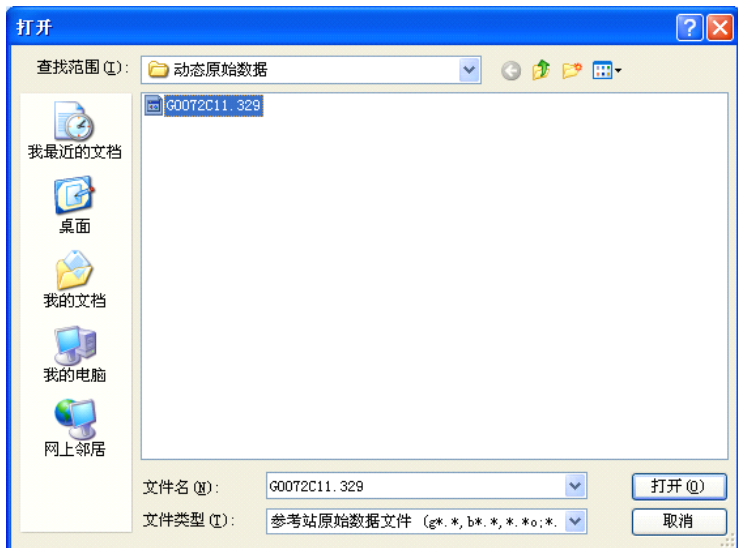 打开
查找范围(I):
动态原始数据
G0072C11.329
我最近的文档
桌面
我的文档
我的电脑
网上邻居
文件名(N):
G0072C11.329
打开(O)
文件类型(T):
参考站原始数据文件 (g*.*,b*.*,*.*o;*.
取消